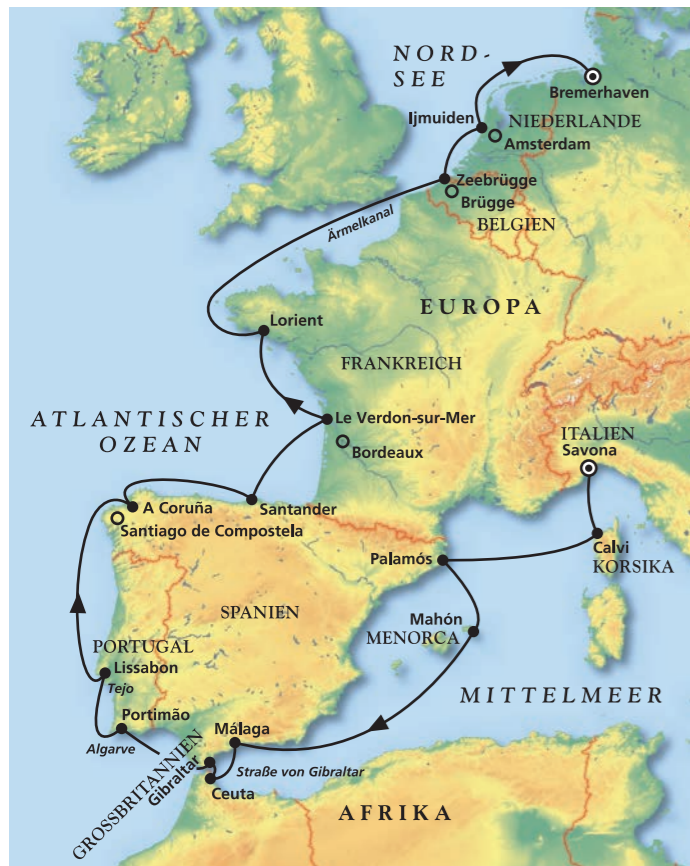 NORD-
SEE
Bremerhaven
Ijmuiden
NIEDERLANDE
Amsterdam
Zeebrügge
Brügge
BELGIEN
Ärmelkanal
EUROPA
Lorient
FRANKREICH
ATLANTISCHER
OZEAN
Le Verdon-sur-Mer
Bordeaux
ITALIEN
Savona
A Coruña
Santander
Santiago de Compostela
Calvi
KORSIKA
Palamós
SPANIEN
Mahón
MENORCA
PORTUGAL
Lissabon
Tejo
MITTELMEER
Portimão
Algarve
Málaga
GROSSBRITANNIEN
Gibraltar
Straße von Gibraltar
Ceuta
AFRIKA